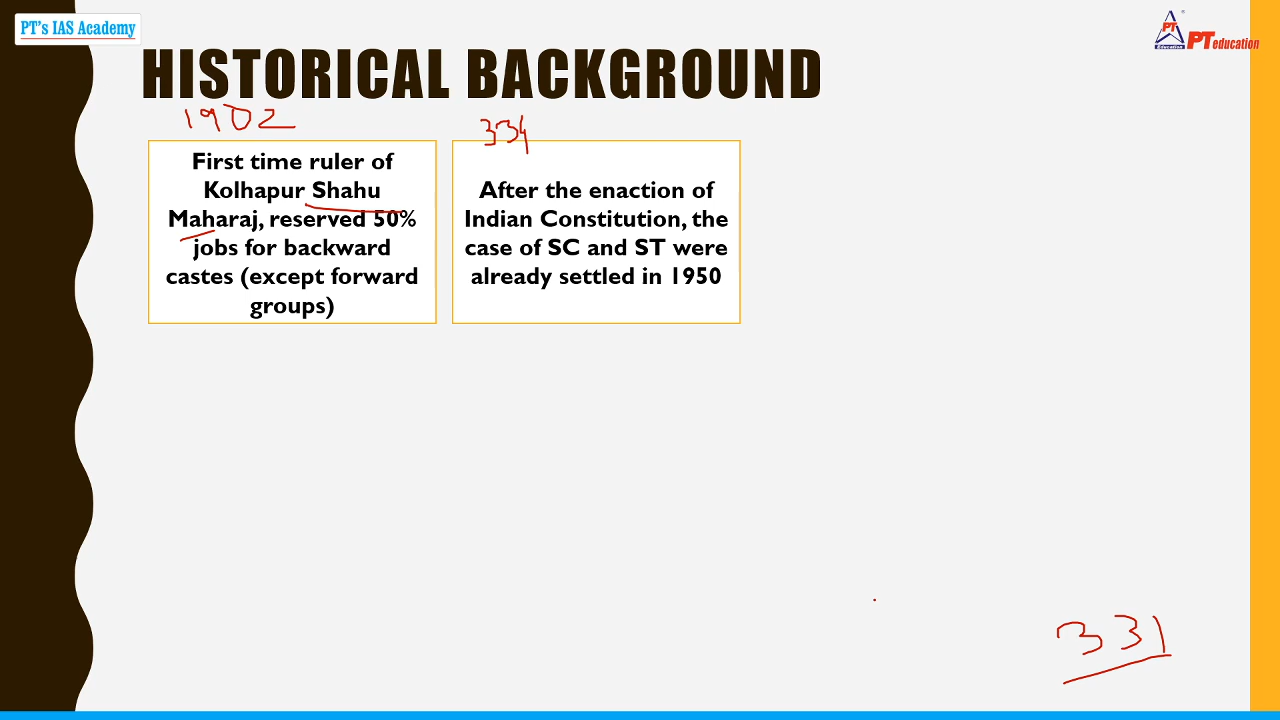 PT's IAS Academy
PT
Education
PT education
HISTORICAL BACKGROUND
1902
First time ruler of
Kolhapur Shahu
Maharaj, reserved 50%
jobs for backward
castes (except forward
groups)
334
After the enaction of
Indian Constitution, the
case of SC and ST were
already settled in 1950
331